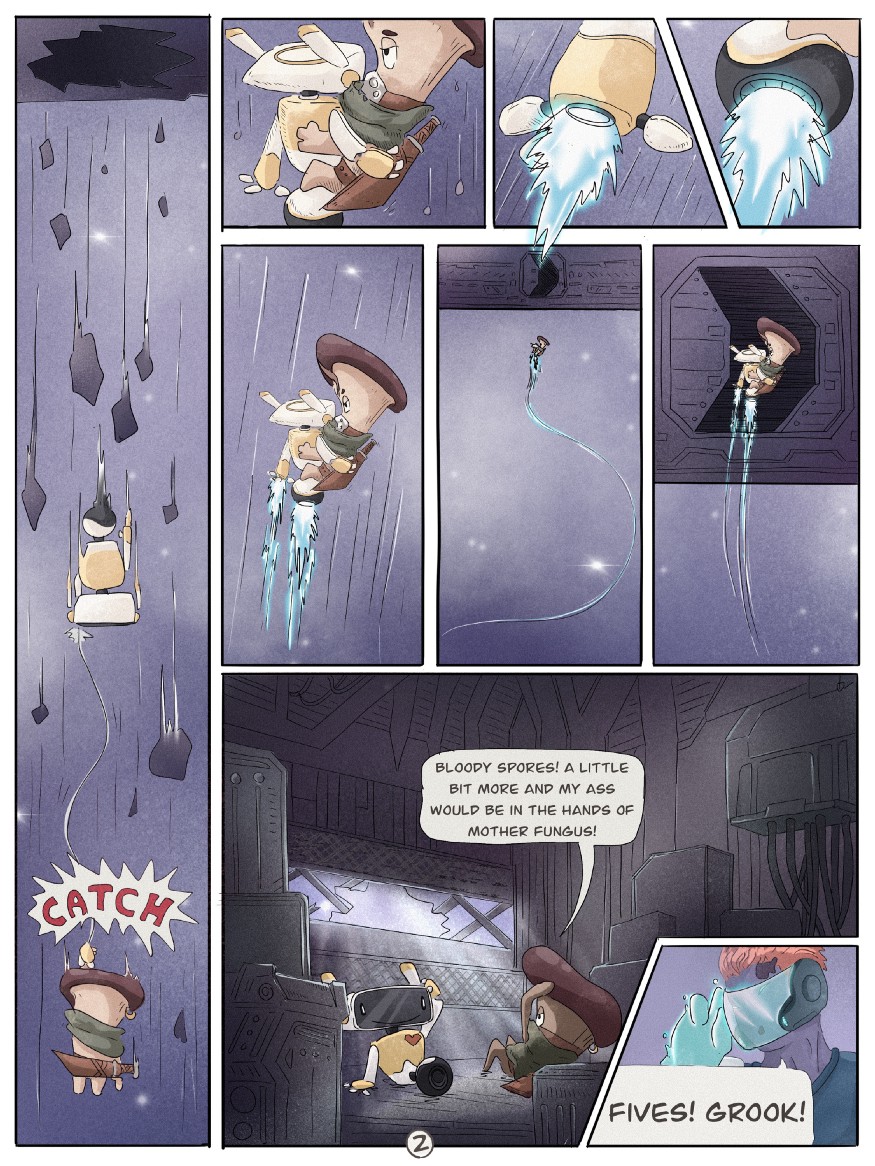 CATCH
BLOODY SPORES! A LITTLE
BIT MORE AND MY ASS
WOULD BE IN THE HANDS OF
MOTHER FUNGUS!
FIVES! GROOK!
2